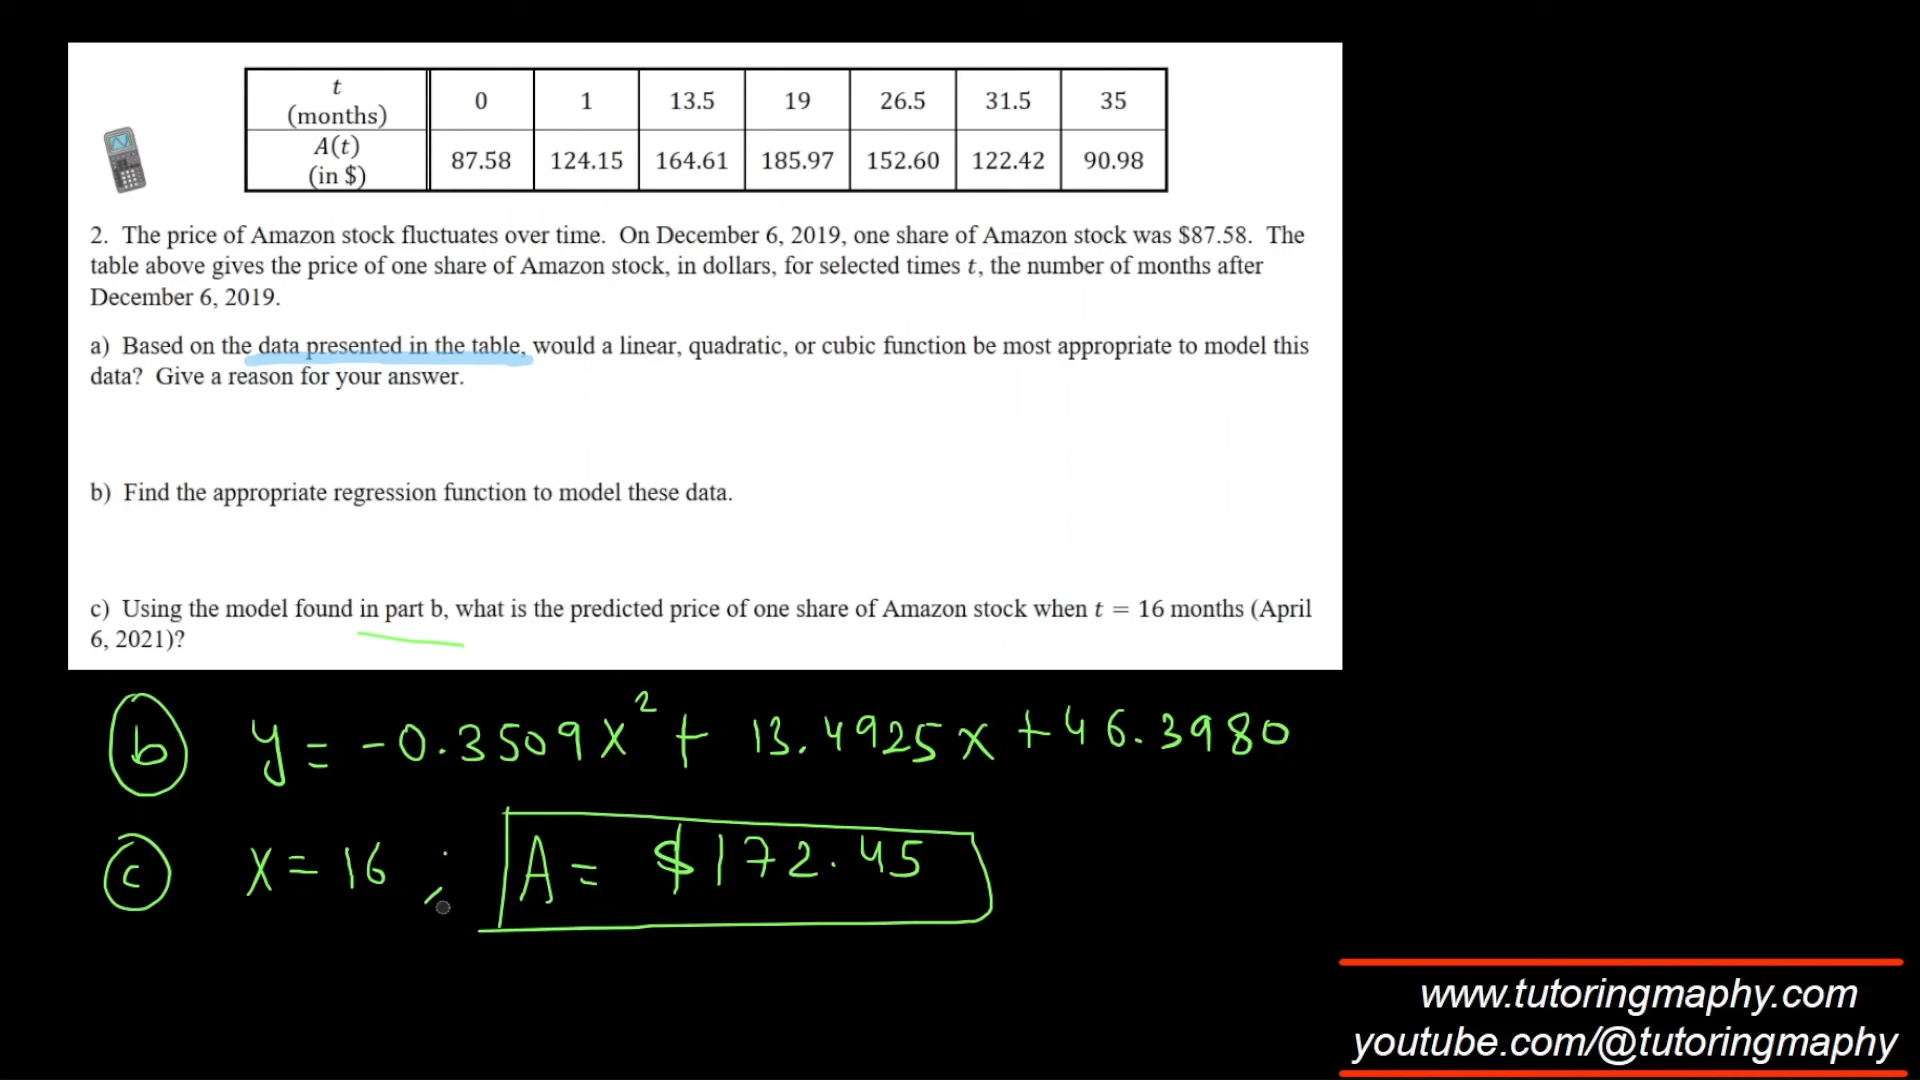 t (months) 0 1 13.5 19 26.5 31.5 35
A(t) (in $) 87.58 124.15 164.61 185.97 152.60 122.42 90.98
2. The price of Amazon stock fluctuates over time. On December 6, 2019, one share of Amazon stock was $87.58. The
table above gives the price of one share of Amazon stock, in dollars, for selected times t, the number of months after
December 6, 2019.
a) Based on the data presented in the table, would a linear, quadratic, or cubic function be most appropriate to model this
data? Give a reason for your answer.
b) Find the appropriate regression function to model these data.
c) Using the model found in part b, what is the predicted price of one share of Amazon stock when t = 16 months (April
6, 2021)?
b y = -0.3509x² + 13.4925x + 46.3980
c x = 16 ; A = $172.45
www.tutoringmaphy.com
youtube.com/@tutoringmaphy